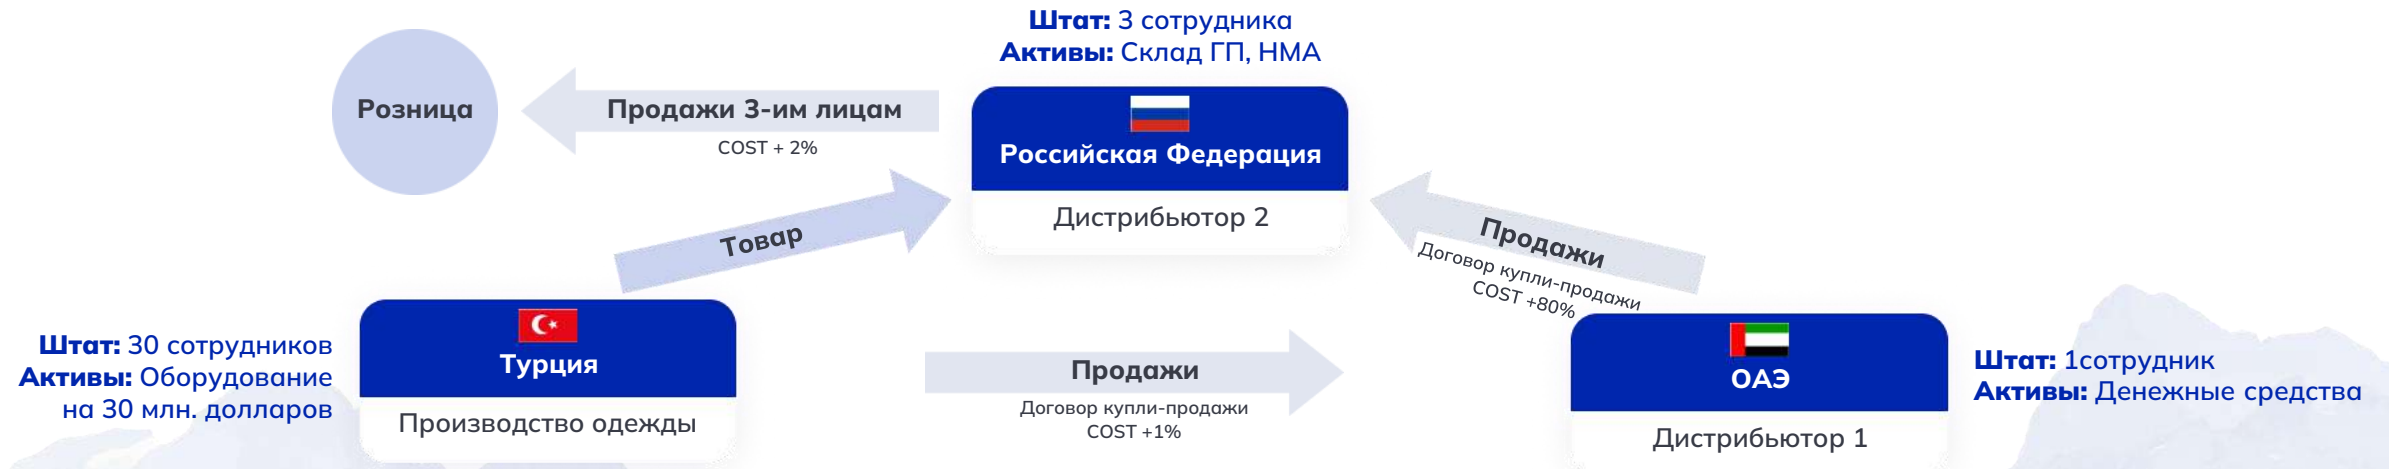 Штат: 3 сотрудника
Активы: Склад ГП, НМА
Розница
Продажи 3-им лицам
COST + 2%
Российская Федерация
Дистрибьютор 2
Товар
Продажи
Договор купли-продажи
COST +80%
Штат: 30 сотрудников
Активы: Оборудование
на 30 млн. долларов
Турция
Производство одежды
Продажи
Договор купли-продажи
COST +1%
ОАЭ
Дистрибьютор 1
Штат: 1сотрудник
Активы: Денежные средства